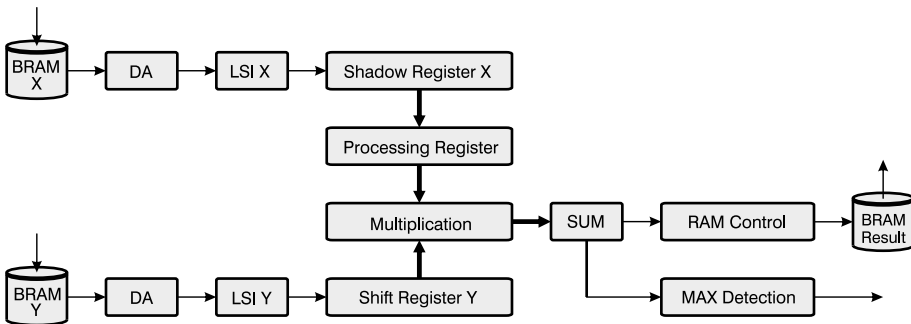 BRAM
X
DA
LSI X
Shadow Register X
Processing Register
Multiplication
SUM
RAM Control
BRAM
Result
BRAM
Y
DA
LSI Y
Shift Register Y
MAX Detection